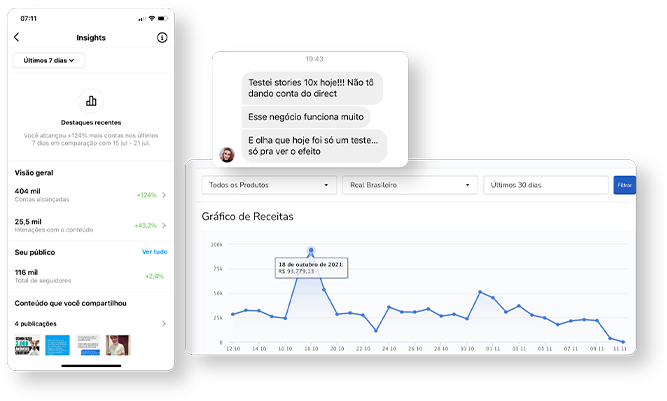 07:11
Insights
Últimos 7 dias
Destaques recentes
Você alcançou +124% mais contas nos últimos
7 dias em comparação com 15 jul - 21 jul.
Visão geral
404 mil
+124%
Contas alcançadas
25,5 mil
+43,2%
Interações com o conteúdo
Seu público
Ver tudo
116 mil
+2,4%
Total de seguidores
Conteúdo que você compartilhou
4 publicações
19:43
Testei stories 10x hoje!!! Não tô
dando conta do direct
Esse negócio funciona muito
E olha que hoje foi só um teste...
só pra ver o efeito
Todos os Produtos
Real Brasileiro
Últimos 30 dias
Filtrar
Gráfico de Receitas
100k
75k
50k
25k
0k
18 de outubro de 2021:
R$ 93.779,13
12 10 14 10 16 10 18 10 20 10 22 10 24 10 26 10 28 10 30 10 01 11 03 11 05 11 07 11 09 11 11 11